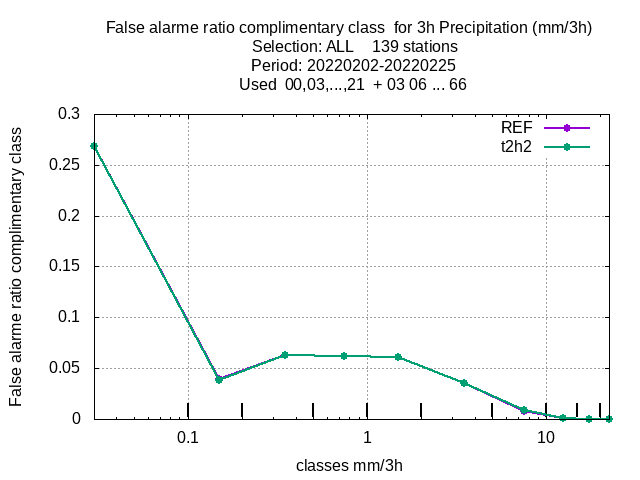 False alarme ratio complimentary class  for 3h Precipitation (mm/3h)
Selection: ALL    139 stations
Period: 20220202-20220225
Used  00,03,...,21  + 03 06 ... 66
REF
t2h2
False alarme ratio complimentary class
0.3
0.25
0.2
0.15
0.1
0.05
0
0.1 1 10
classes mm/3h